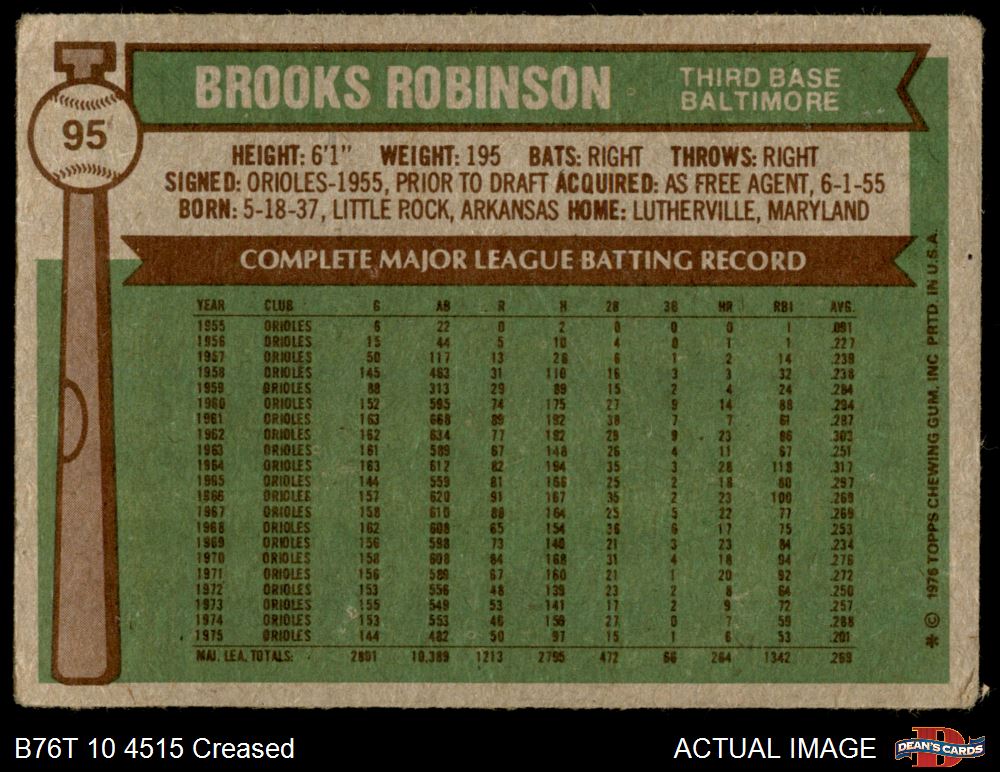 95
BROOKS ROBINSON
THIRD BASE
BALTIMORE
HEIGHT: 6'1" WEIGHT: 195 BATS: RIGHT THROWS: RIGHT
SIGNED: ORIOLES-1955, PRIOR TO DRAFT ACQUIRED: AS FREE AGENT, 6-1-55
BORN: 5-18-37, LITTLE ROCK, ARKANSAS HOME: LUTHERVILLE, MARYLAND
COMPLETE MAJOR LEAGUE BATTING RECORD
YEAR CLUB G AB R H 2B 3B HR RBI AVG.
1955 ORIOLES 6 22 0 2 0 0 0 1 .091
1956 ORIOLES 15 44 5 10 4 0 1 1 .227
1957 ORIOLES 50 117 13 28 6 1 2 14 .239
1958 ORIOLES 145 463 31 110 16 3 3 32 .238
1959 ORIOLES 88 313 29 89 15 2 4 24 .284
1960 ORIOLES 152 595 74 175 27 9 14 88 .294
1961 ORIOLES 163 668 89 192 38 7 7 61 .287
1962 ORIOLES 162 634 77 192 29 9 23 86 .303
1963 ORIOLES 161 589 67 148 26 4 11 67 .251
1964 ORIOLES 163 612 82 194 35 3 28 118 .317
1965 ORIOLES 144 559 81 166 25 2 18 80 .297
1966 ORIOLES 157 620 91 167 35 2 23 100 .269
1967 ORIOLES 158 610 88 164 25 5 22 77 .269
1968 ORIOLES 162 608 65 154 36 6 17 75 .253
1969 ORIOLES 156 598 73 140 21 3 23 84 .234
1970 ORIOLES 158 608 84 168 31 4 18 94 .276
1971 ORIOLES 156 589 67 160 21 1 20 92 .272
1972 ORIOLES 153 556 48 139 23 2 8 64 .250
1973 ORIOLES 155 549 53 141 17 2 9 72 .257
1974 ORIOLES 153 553 46 159 27 0 7 59 .288
1975 ORIOLES 144 482 50 97 15 1 6 53 .201
MAJ. LEA. TOTALS: 2801 10,389 1213 2795 472 66 264 1342 .269
* © 1976 TOPPS CHEWING GUM, INC PRTD. IN U.S.A.
B76T 10 4515 Creased
ACTUAL IMAGE
DEAN'S CARDS